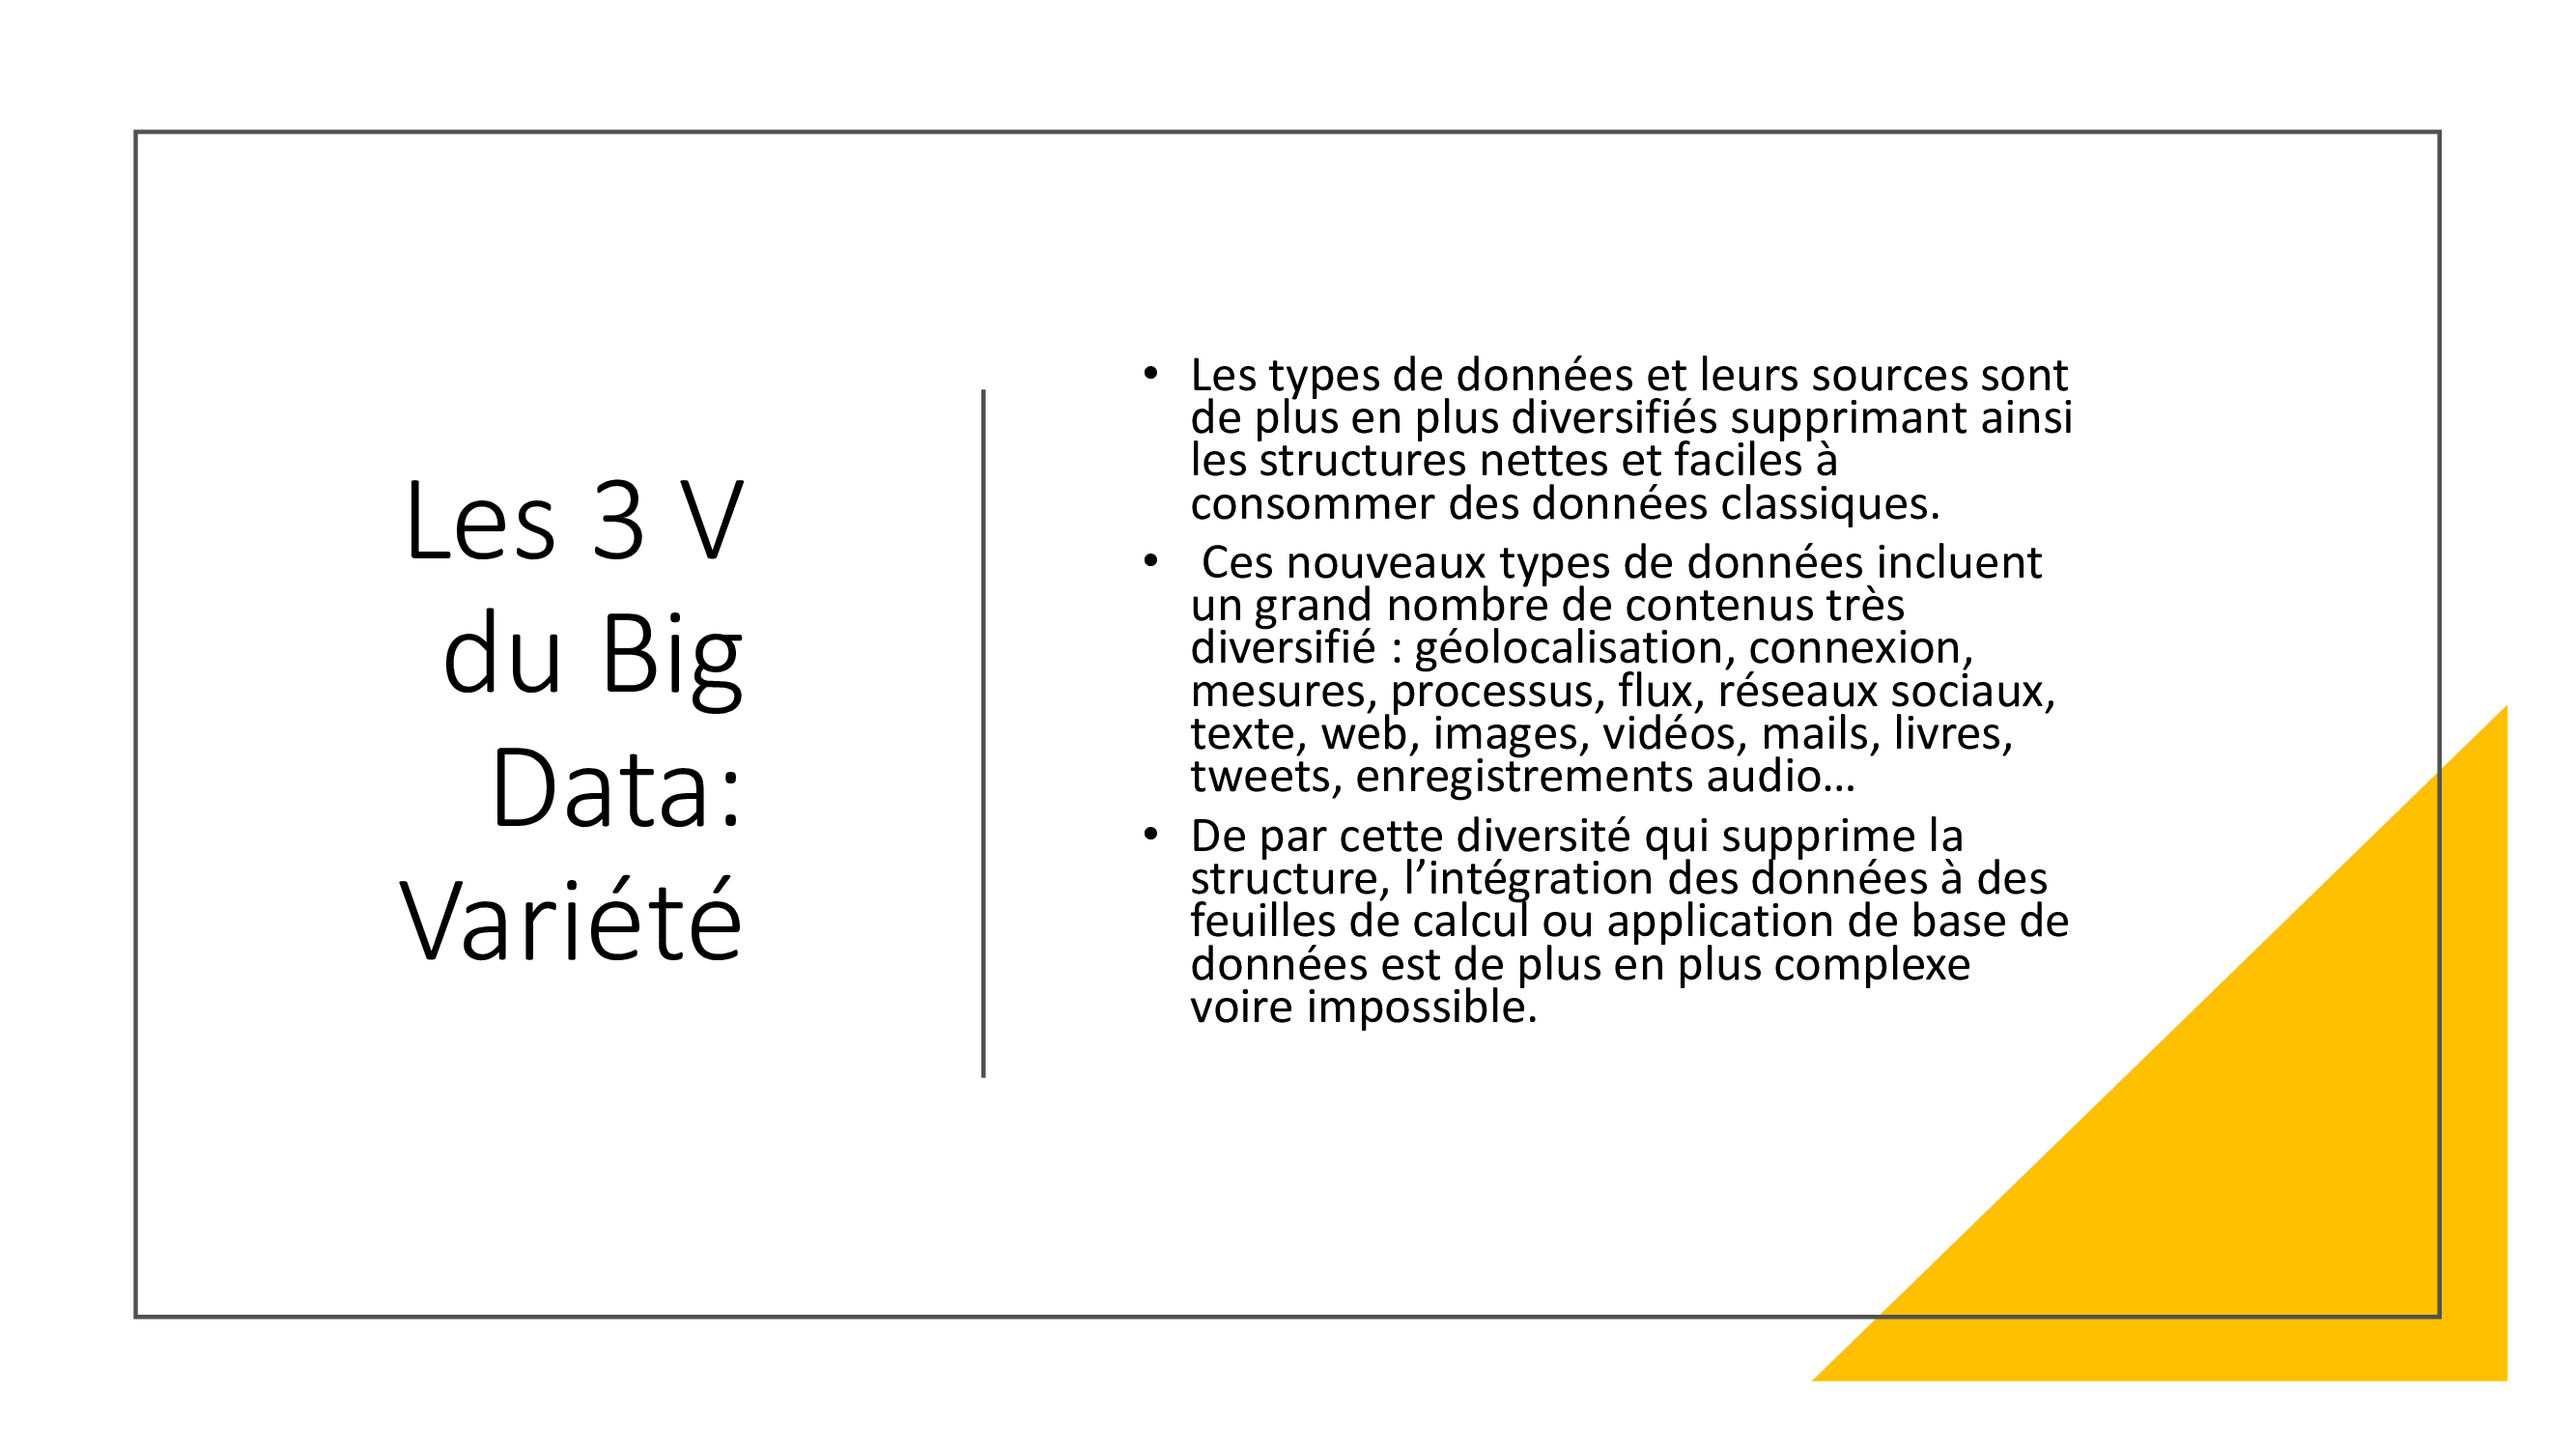 Les 3 V
du Big
Data:
Variété
• Les types de données et leurs sources sont
de plus en plus diversifiés supprimant ainsi
les structures nettes et faciles à
consommer des données classiques.
• Ces nouveaux types de données incluent
un grand nombre de contenus très
diversifié : géolocalisation, connexion,
mesures, processus, flux, réseaux sociaux,
texte, web, images, vidéos, mails, livres,
tweets, enregistrements audio…
• De par cette diversité qui supprime la
structure, l’intégration des données à des
feuilles de calcul ou application de base de
données est de plus en plus complexe
voire impossible.